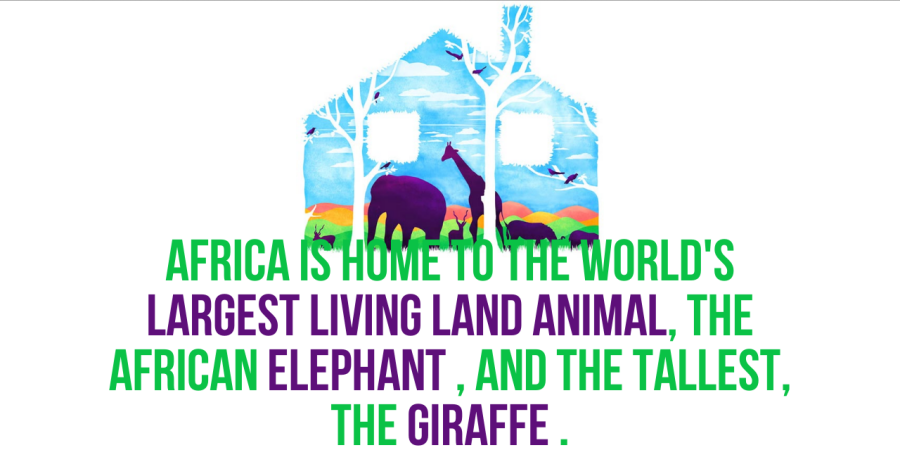 AFRICA IS HOME TO THE WORLD'S
LARGEST LIVING LAND ANIMAL, THE
AFRICAN ELEPHANT , AND THE TALLEST,
THE GIRAFFE .